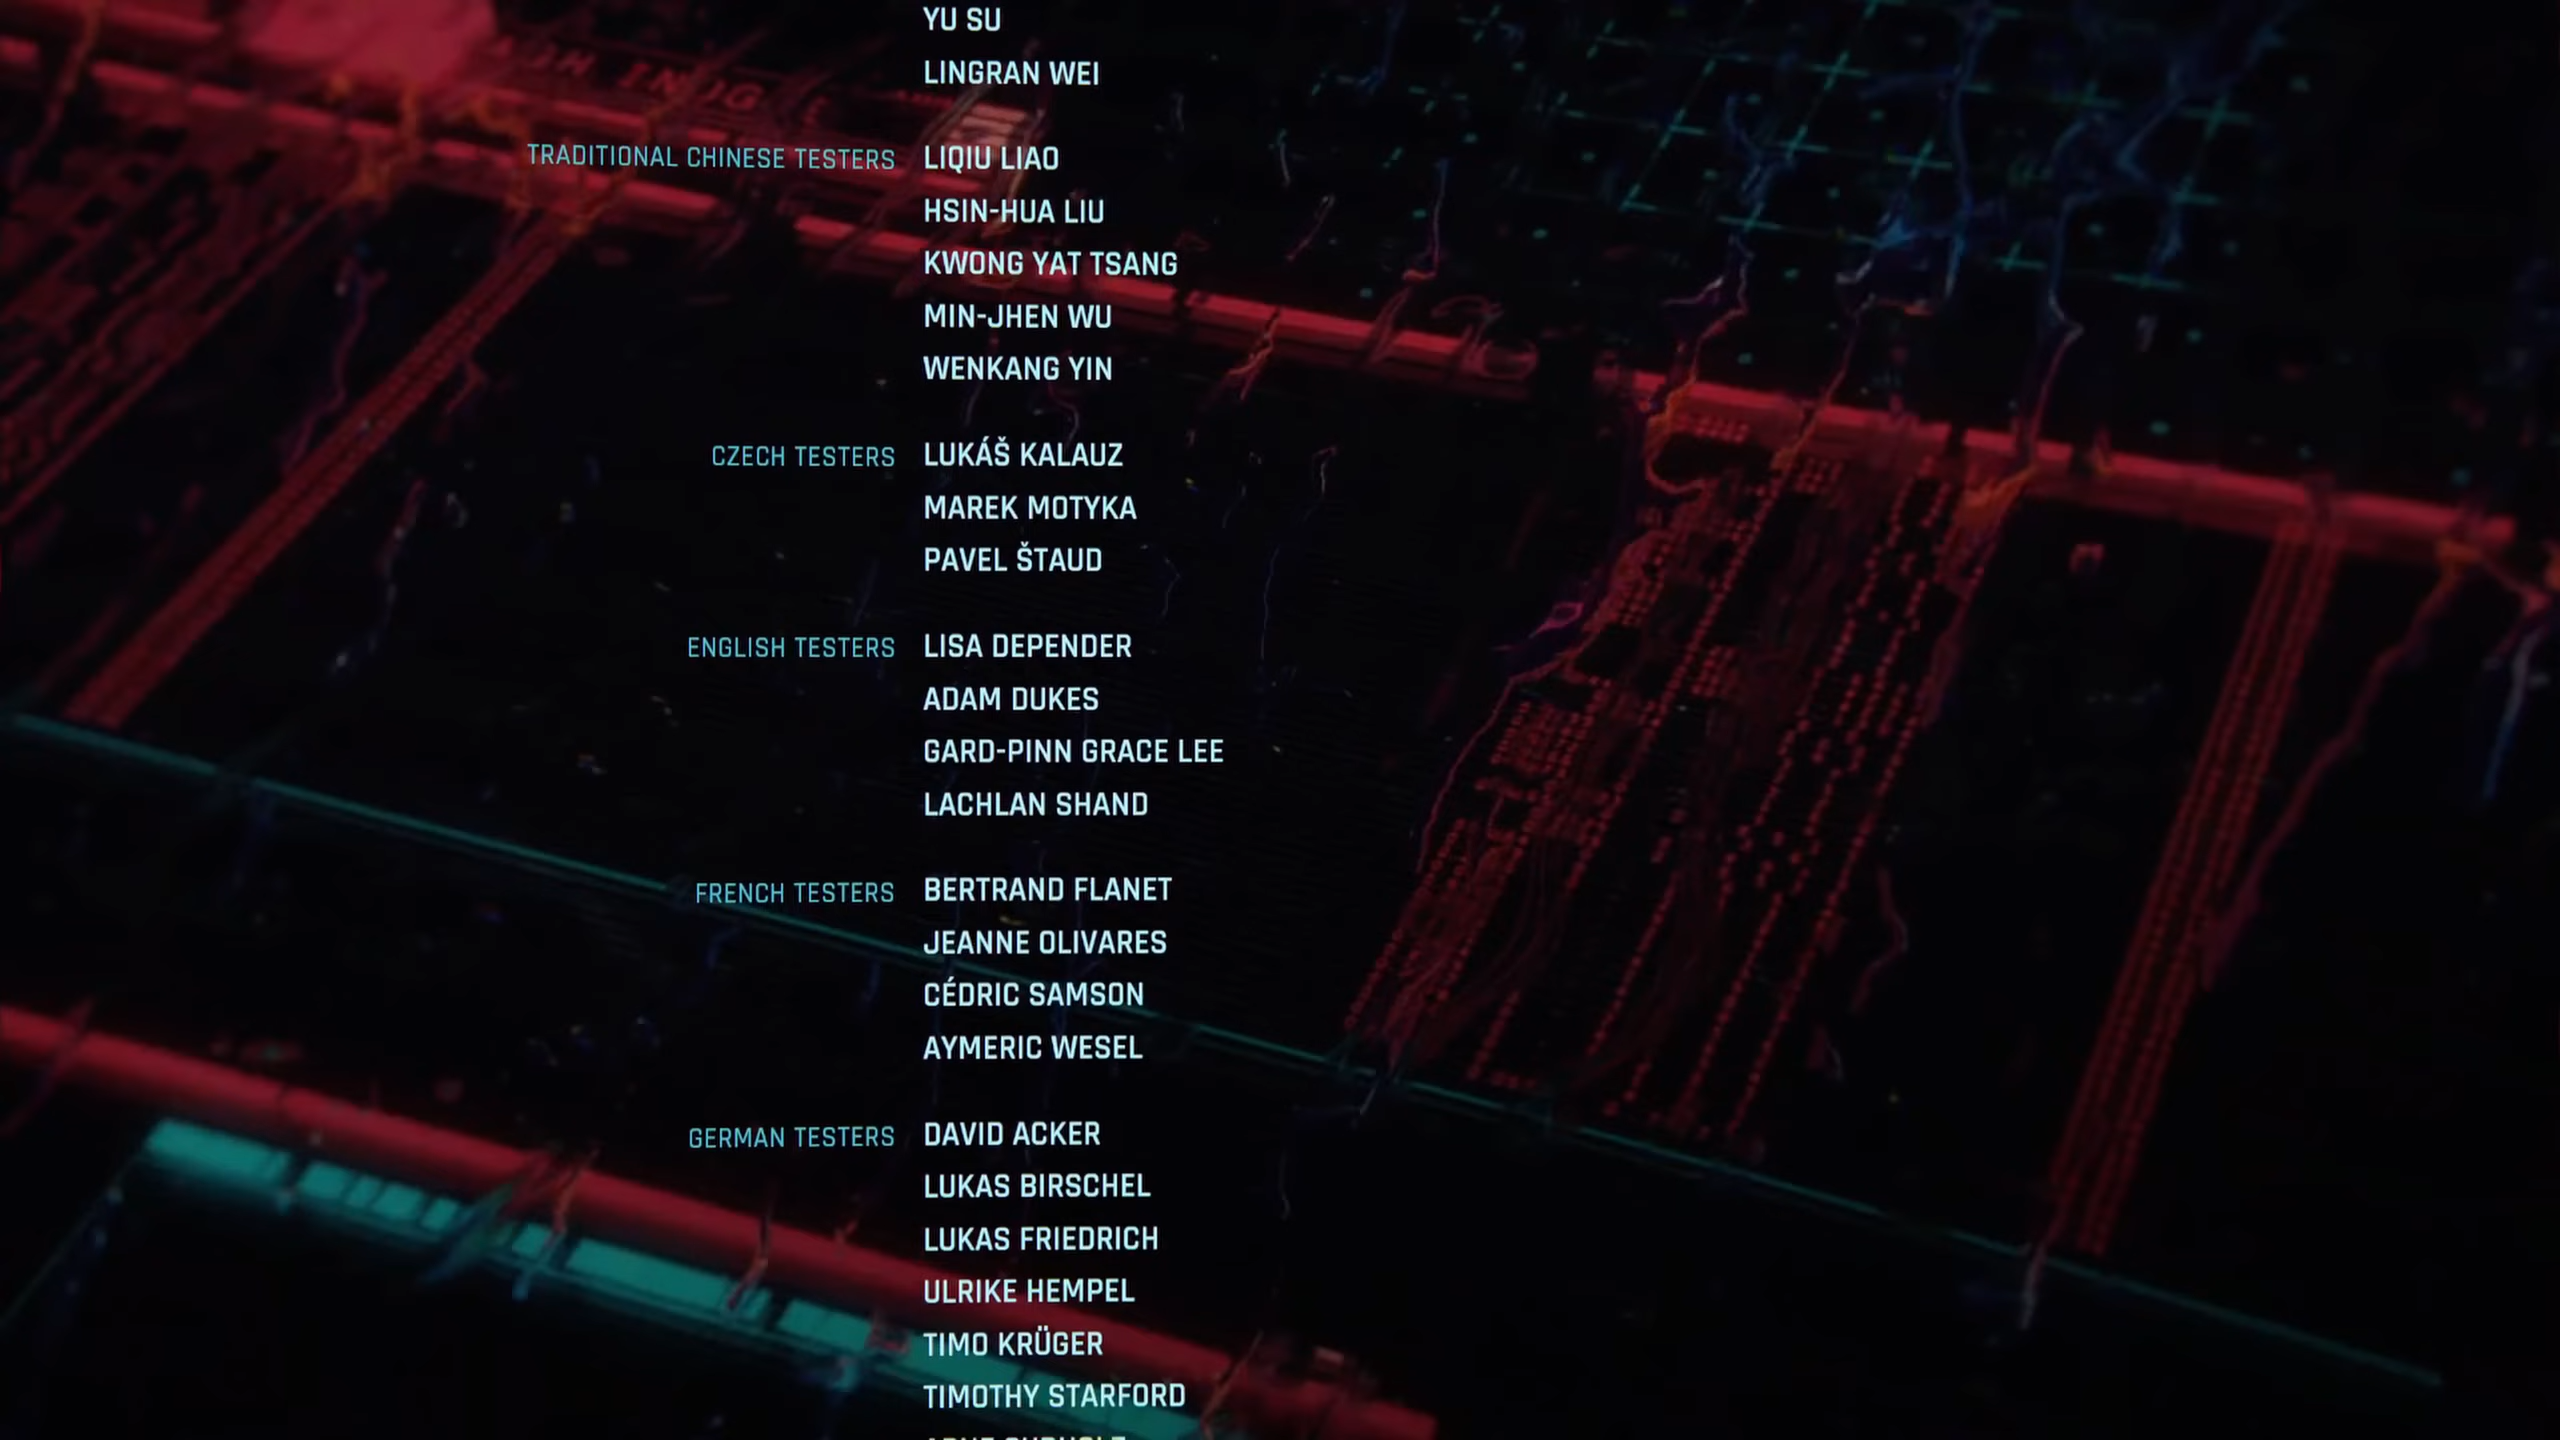 YU SU
LINGRAN WEI
TRADITIONAL CHINESE TESTERS LIQIU LIAO
HSIN-HUA LIU
KWONG YAT TSANG
MIN-JHEN WU
WENKANG YIN
CZECH TESTERS LUKÁŠ KALAUZ
MAREK MOTYKA
PAVEL ŠTAUD
ENGLISH TESTERS LISA DEPENDER
ADAM DUKES
GARD-PINN GRACE LEE
LACHLAN SHAND
FRENCH TESTERS BERTRAND FLANET
JEANNE OLIVARES
CÉDRIC SAMSON
AYMERIC WESEL
GERMAN TESTERS DAVID ACKER
LUKAS BIRSCHEL
LUKAS FRIEDRICH
ULRIKE HEMPEL
TIMO KRÜGER
TIMOTHY STARFORD